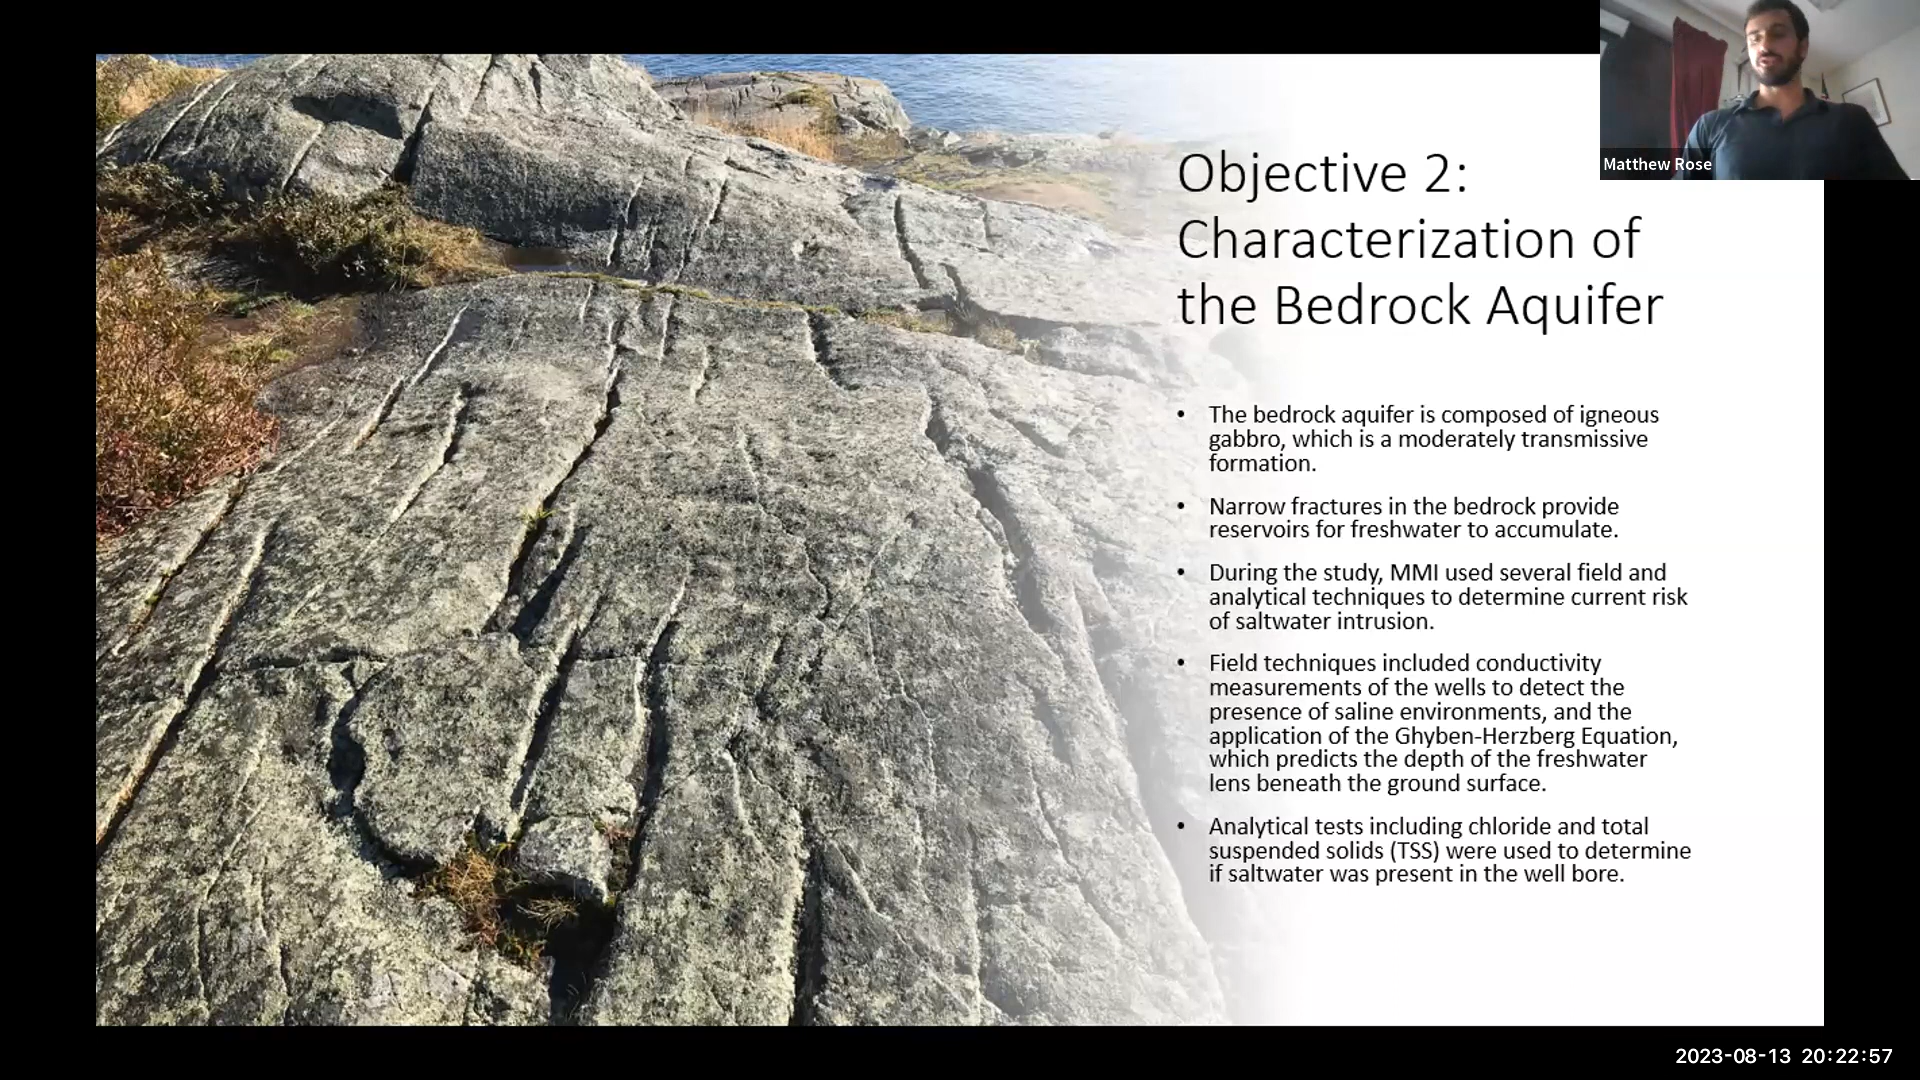 Matthew Rose
Objective 2:
Characterization of
the Bedrock Aquifer
• The bedrock aquifer is composed of igneous
gabbro, which is a moderately transmissive
formation.
• Narrow fractures in the bedrock provide
reservoirs for freshwater to accumulate.
• During the study, MMI used several field and
analytical techniques to determine current risk
of saltwater intrusion.
• Field techniques included conductivity
measurements of the wells to detect the
presence of saline environments, and the
application of the Ghyben-Herzberg Equation,
which predicts the depth of the freshwater
lens beneath the ground surface.
• Analytical tests including chloride and total
suspended solids (TSS) were used to determine
if saltwater was present in the well bore.
2023-08-13 20:22:57